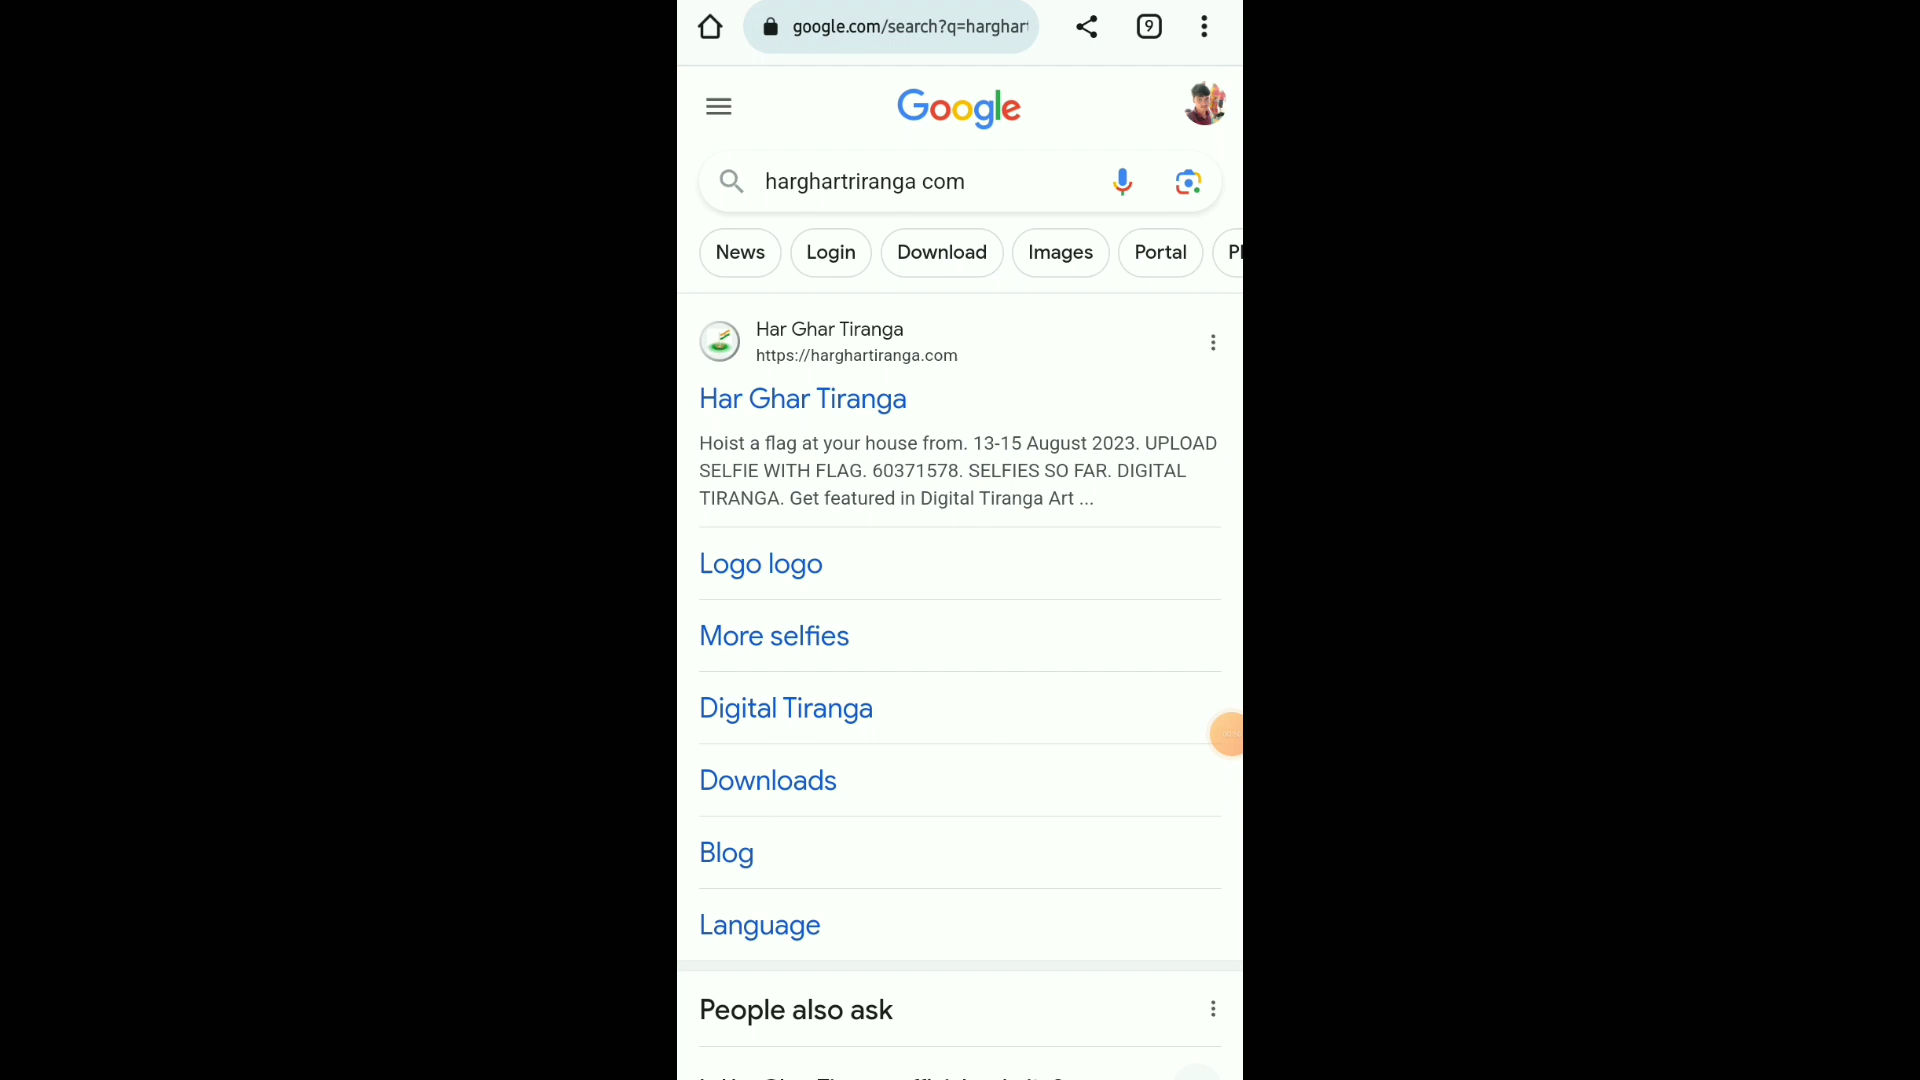 google.com/search?q=harghar
9
Google
harghartriranga com
News
Login
Download
Images
Portal
Har Ghar Tiranga
https://harghartiranga.com
Har Ghar Tiranga
Hoist a flag at your house from. 13-15 August 2023. UPLOAD
SELFIE WITH FLAG. 60371578. SELFIES SO FAR. DIGITAL
TIRANGA. Get featured in Digital Tiranga Art ...
Logo logo
More selfies
Digital Tiranga
Downloads
Blog
Language
People also ask